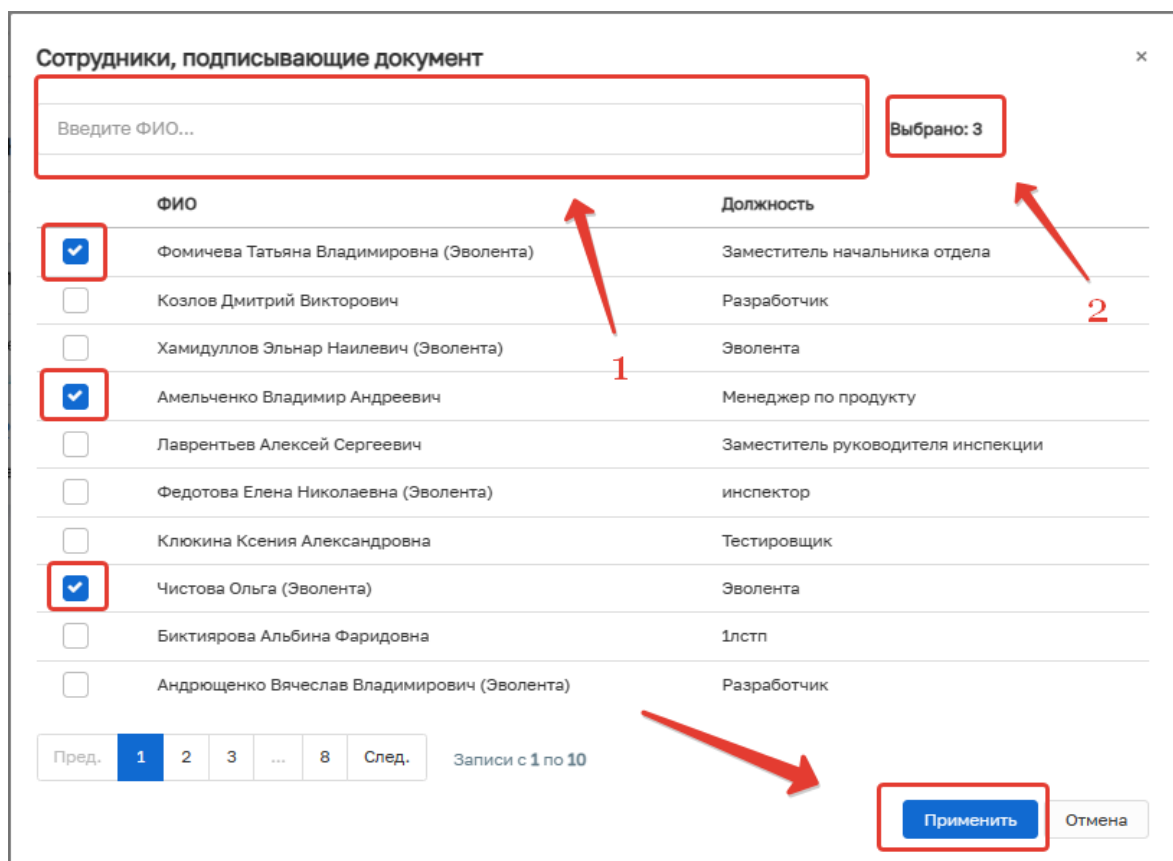 Сотрудники, подписывающие документ ×
Введите ФИО... Выбрано: 3
ФИО Должность
Фомичева Татьяна Владимировна (Эволента) Заместитель начальника отдела
Козлов Дмитрий Викторович Разработчик
2
Хамидуллов Эльнар Наилевич (Эволента) Эволента
1
Амельченко Владимир Андреевич Менеджер по продукту
Лаврентьев Алексей Сергеевич Заместитель руководителя инспекции
Федотова Елена Николаевна (Эволента) инспектор
Клюкина Ксения Александровна Тестировщик
Чистова Ольга (Эволента) Эволента
Биктиярова Альбина Фаридовна 1лстп
Андрющенко Вячеслав Владимирович (Эволента) Разработчик
Пред. 1 2 3 ... 8 След. Записи с 1 по 10
Применить Отмена